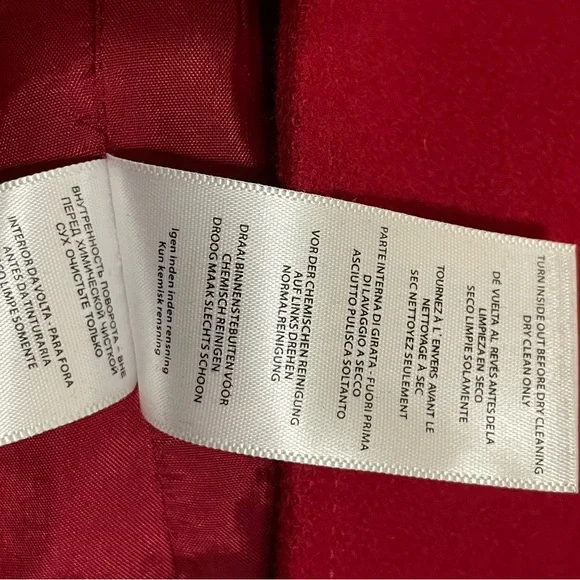 TURN INSIDE OUT BEFORE DRY CLEANING
DRY CLEAN ONLY
DÉ VUELTA AL REVÉS ANTES DE LA
LIMPIEZA EN SECO
SECO LIMPIE SOLAMENTE
TOURNEZ À L'ENVERS AVANT LE
NETTOYAGE À SEC
SEC NETTOYEZ SEULEMENT
PARTE INTERNA DI GIRATA - FUORI PRIMA
DI LAVAGGIO A SECCO
ASCIUTTO PULISCA SOLTANTO
VOR DER CHEMISCHEN REINIGUNG
AUF LINKS DREHEN
NORMALREINIGUNG
DRAAI BINNENSTEBUITEN VÓÓR
CHEMISCH REINIGEN
DROOG MAAK SLECHTS SCHOON
Igen inden inden rensning
Kun kemisk rensning
ВНУТРЕННОСТЬ ПОВОРОТА - ВНЕ
ПЕРЕД ХИМИЧЕСКОЙ ЧИСТКОЙ
СУХ ОЧИСТЬТЕ ТОЛЬКО
INTERIOR DA VOLTA - PARA FORA
ANTES DA TINTURARIA
LIMPE SOMENTE